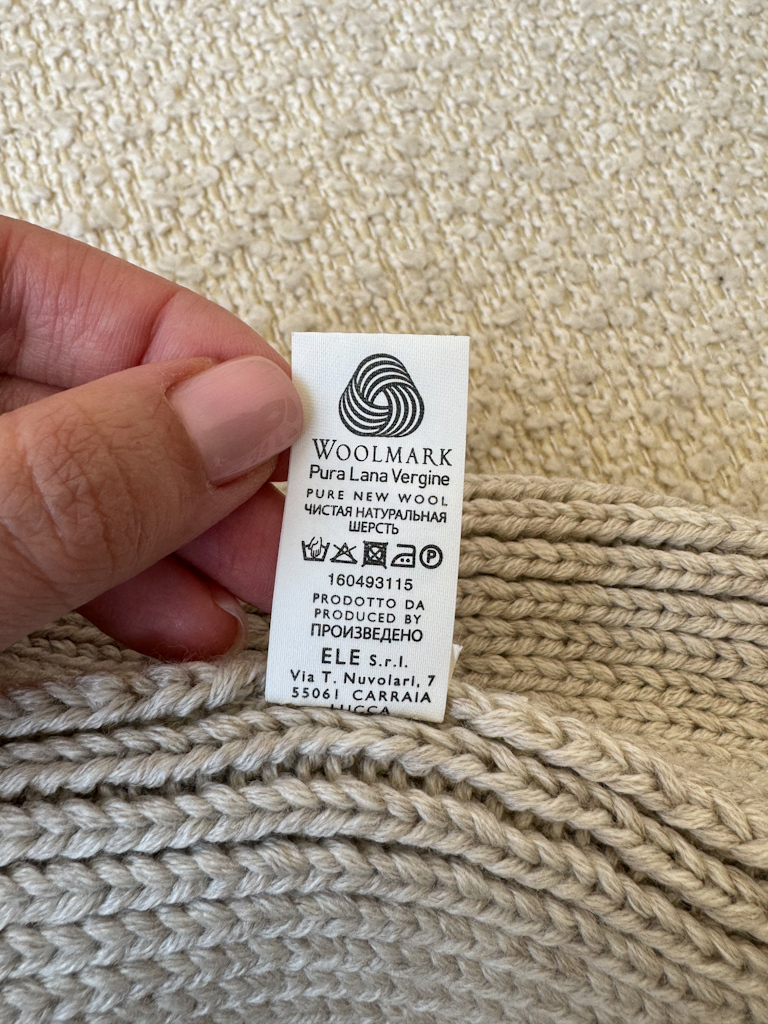 WOOLMARK
Pura Lana Vergine
PURE NEW WOOL
ЧИСТАЯ НАТУРАЛЬНАЯ
ШЕРСТЬ
P
160493115
PRODOTTO DA
PRODUCED BY
ПРОИЗВЕДЕНО
ELE S.r.l.
Via T. Nuvolari, 7
55061 CARRAIA
LUCCA